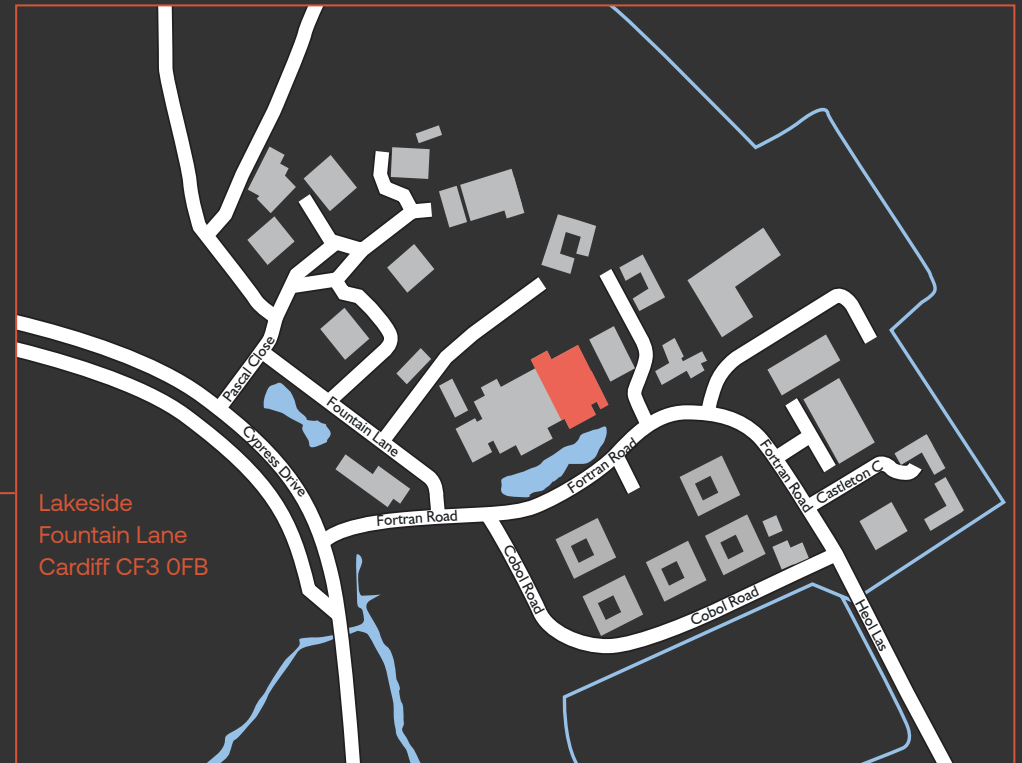 Pascal Close
Fountain Lane
Cypress Drive
Fortran Road
Fortran Road
Fortran Road
Castleton C
Lakeside
Fountain Lane
Cardiff CF3 0FB
Cobol Road
Cobol Road
Heol Las